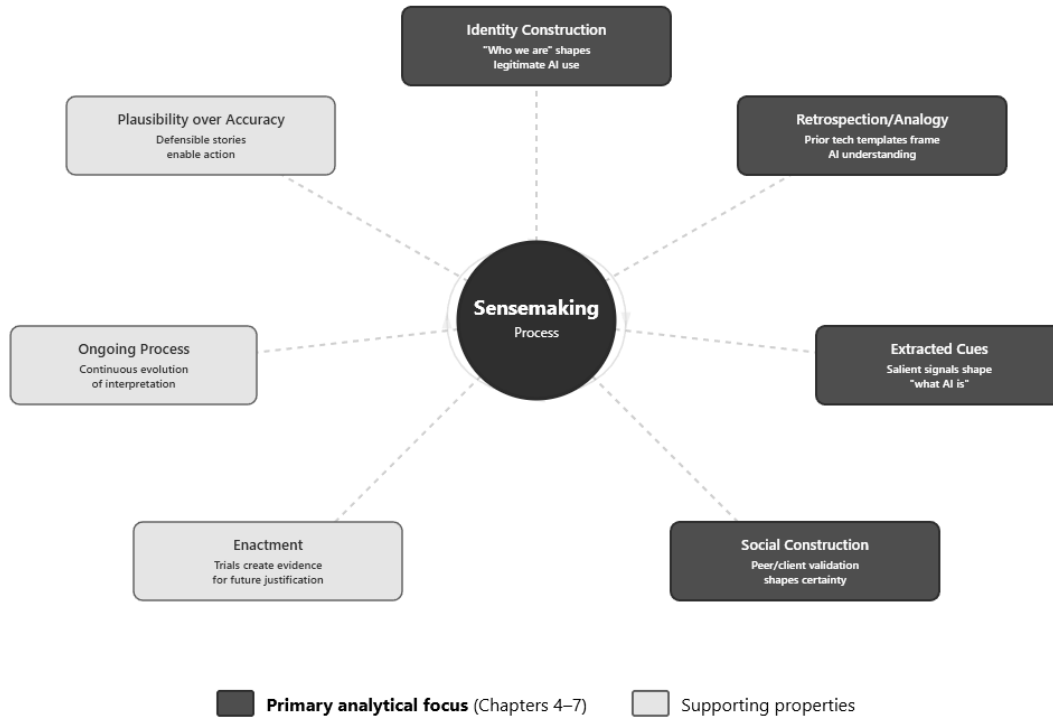 Identity Construction
"Who we are" shapes
legitimate AI use
Plausibility over Accuracy
Defensible stories
enable action
Retrospection/Analogy
Prior tech templates frame
AI understanding
Sensemaking
Process
Ongoing Process
Continuous evolution
of interpretation
Extracted Cues
Salient signals shape
"what AI is"
Enactment
Trials create evidence
for future justification
Social Construction
Peer/client validation
shapes certainty
Primary analytical focus (Chapters 4–7)
Supporting properties